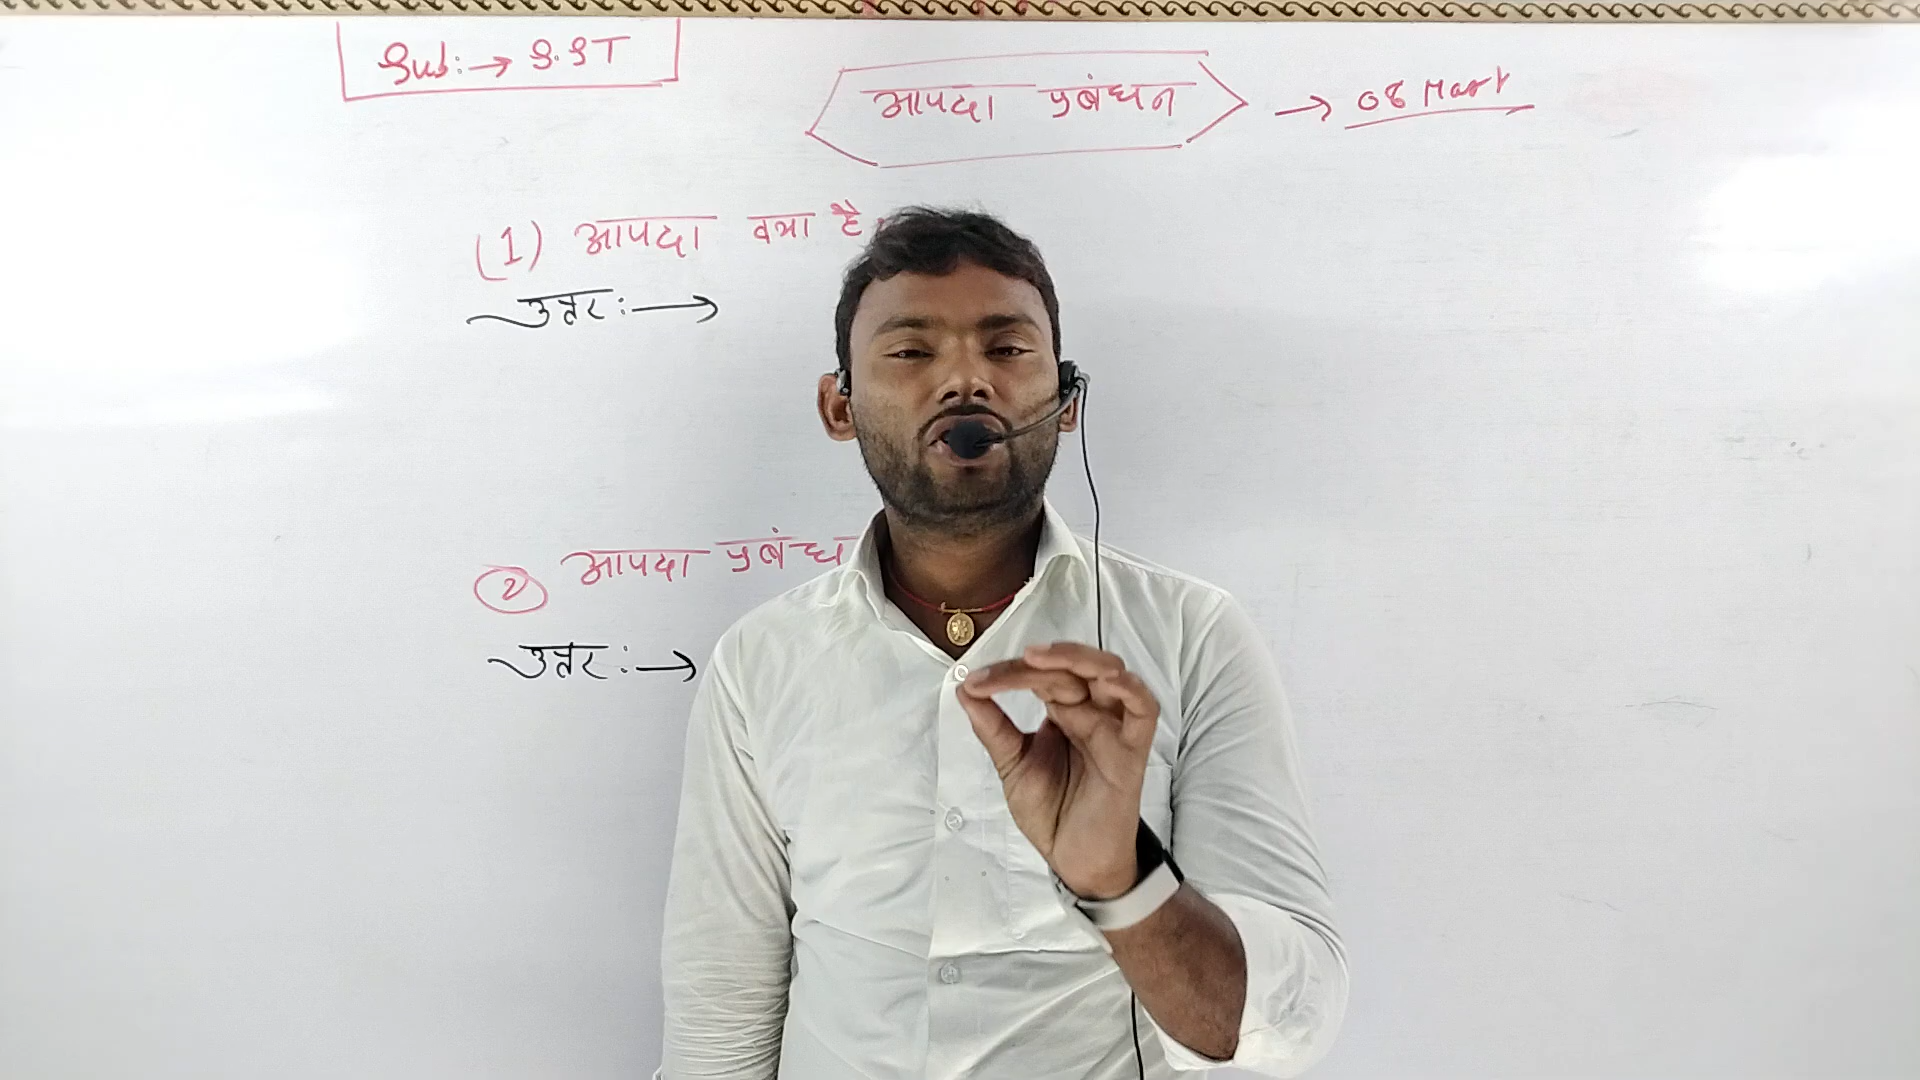 Sub:→ S.ST
आपदा प्रबंधन → 08 Mark
(1) आपदा क्या है
उत्तर:→
2 आपदा प्रबंध
उत्तर:→